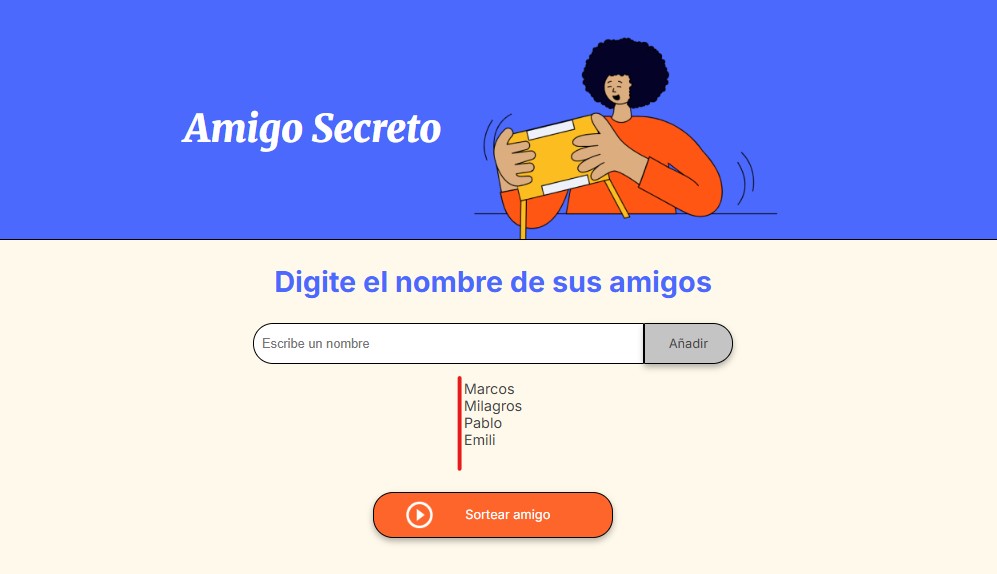 Amigo Secreto
Digite el nombre de sus amigos
Escribe un nombre
Añadir
Marcos
Milagros
Pablo
Emili
Sortear amigo